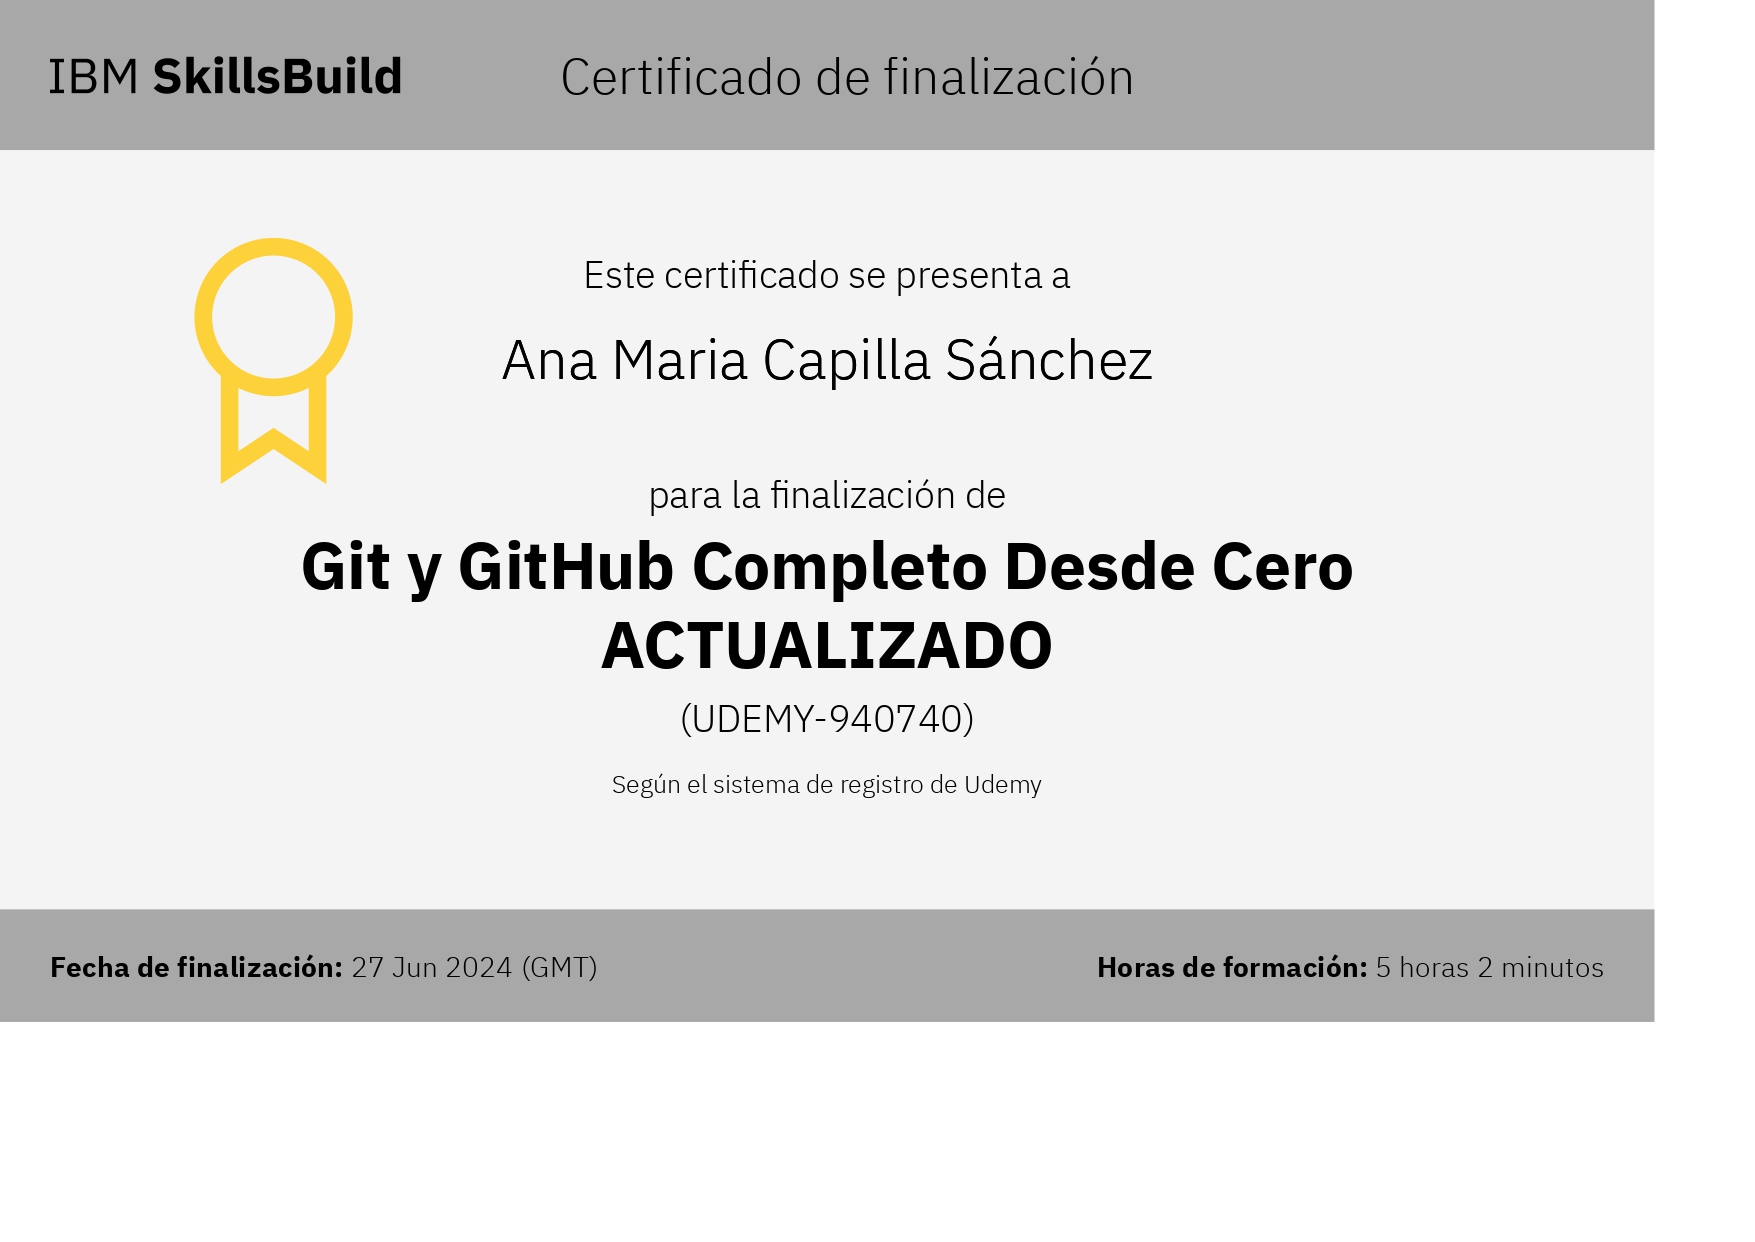 IBM SkillsBuild
Certificado de finalización
Este certificado se presenta a
Ana Maria Capilla Sánchez
para la finalización de
Git y GitHub Completo Desde Cero
ACTUALIZADO
(UDEMY-940740)
Según el sistema de registro de Udemy
Fecha de finalización: 27 Jun 2024 (GMT)
Horas de formación: 5 horas 2 minutos